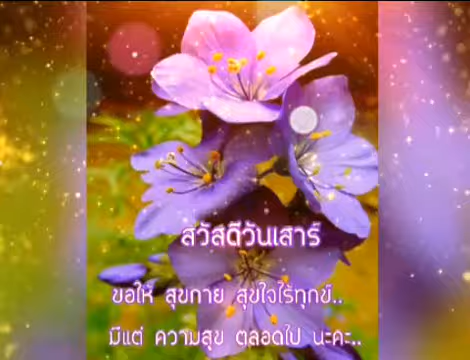 สวัสดีวันเสาร์
ขอให้ สุขกาย สุขใจไร้ทุกข์..
มีแต่ ความสุข ตลอดไป นะคะ..